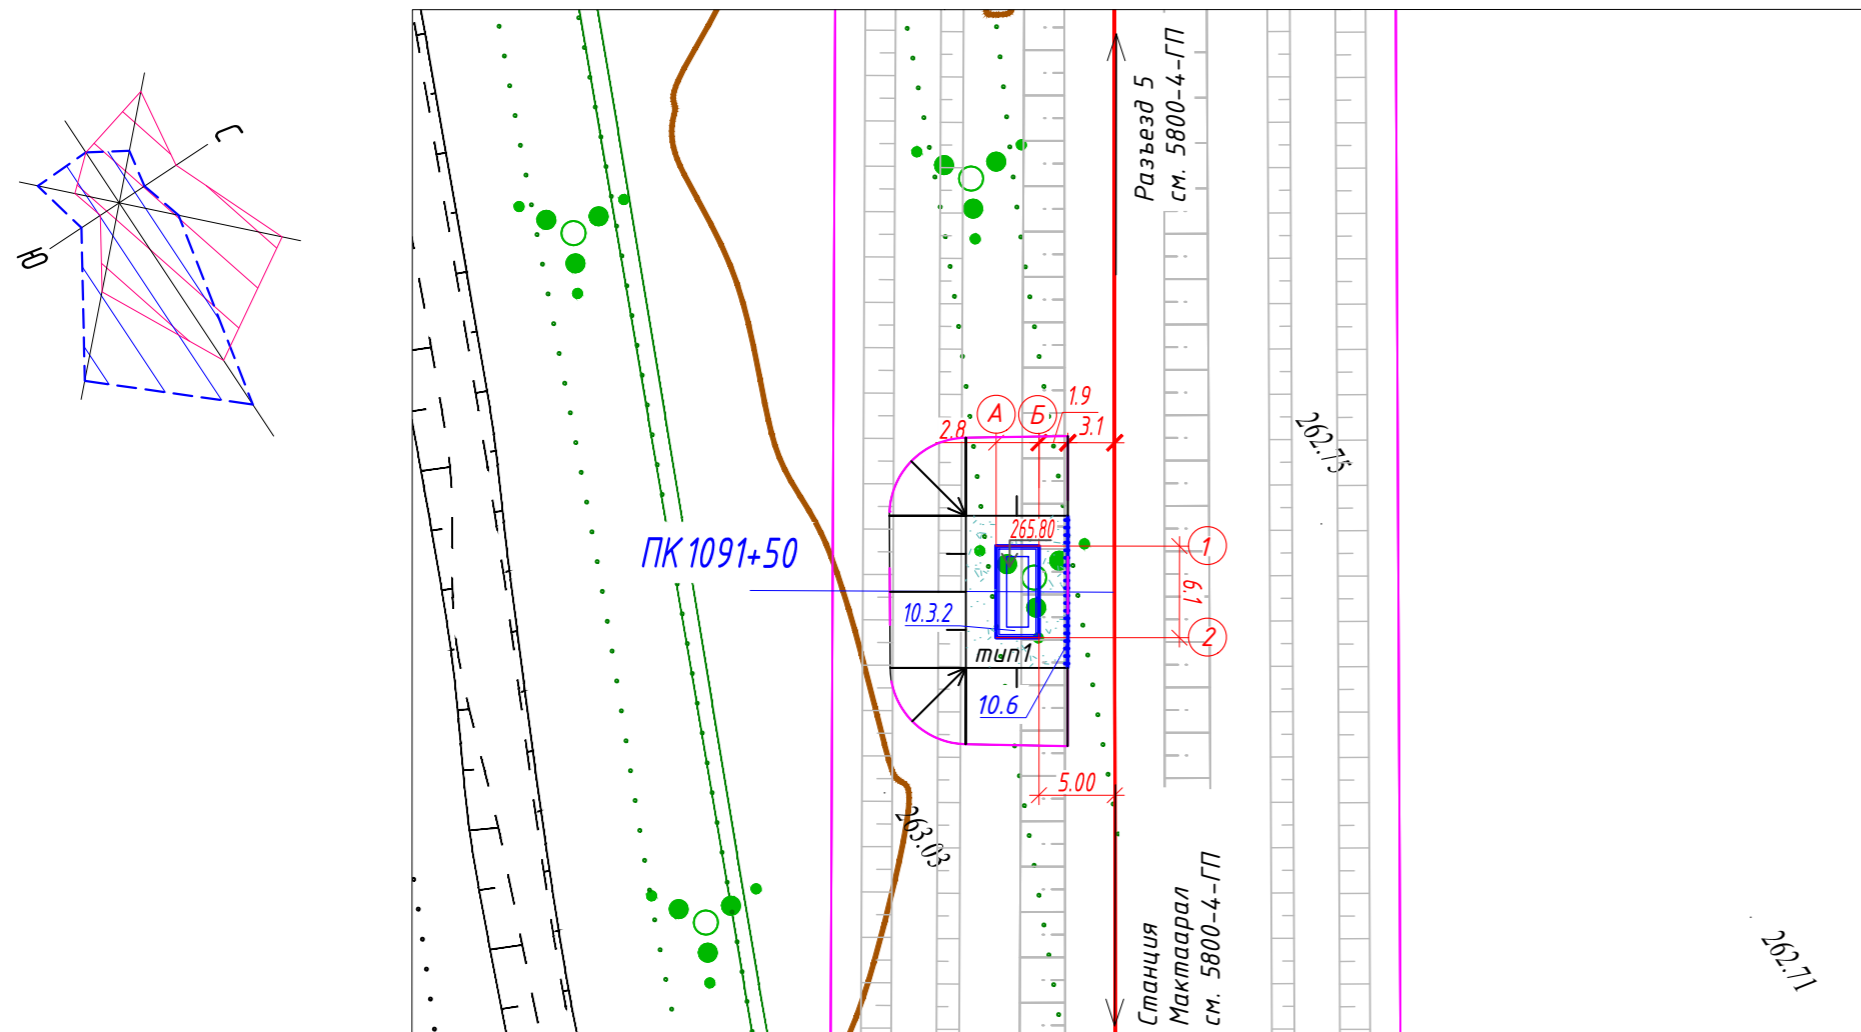 С
Ю
Разъезд 5
см. 5800-4-ГП
1.9
А
Б
2.8
3.1
262.75
265.80
ПК 1091+50
1
6.1
10.3.2
2
тип1
10.6
5.00
263.03
Станция
Мактаарал
см. 5800-4-ГП
262.71